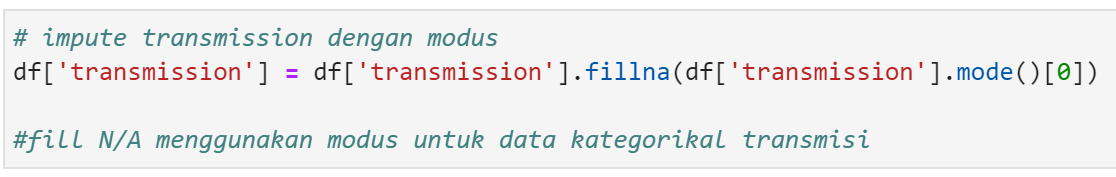 # impute transmission dengan modus
df['transmission'] = df['transmission'].fillna(df['transmission'].mode()[0])
#fill N/A menggunakan modus untuk data kategorikal transmisi